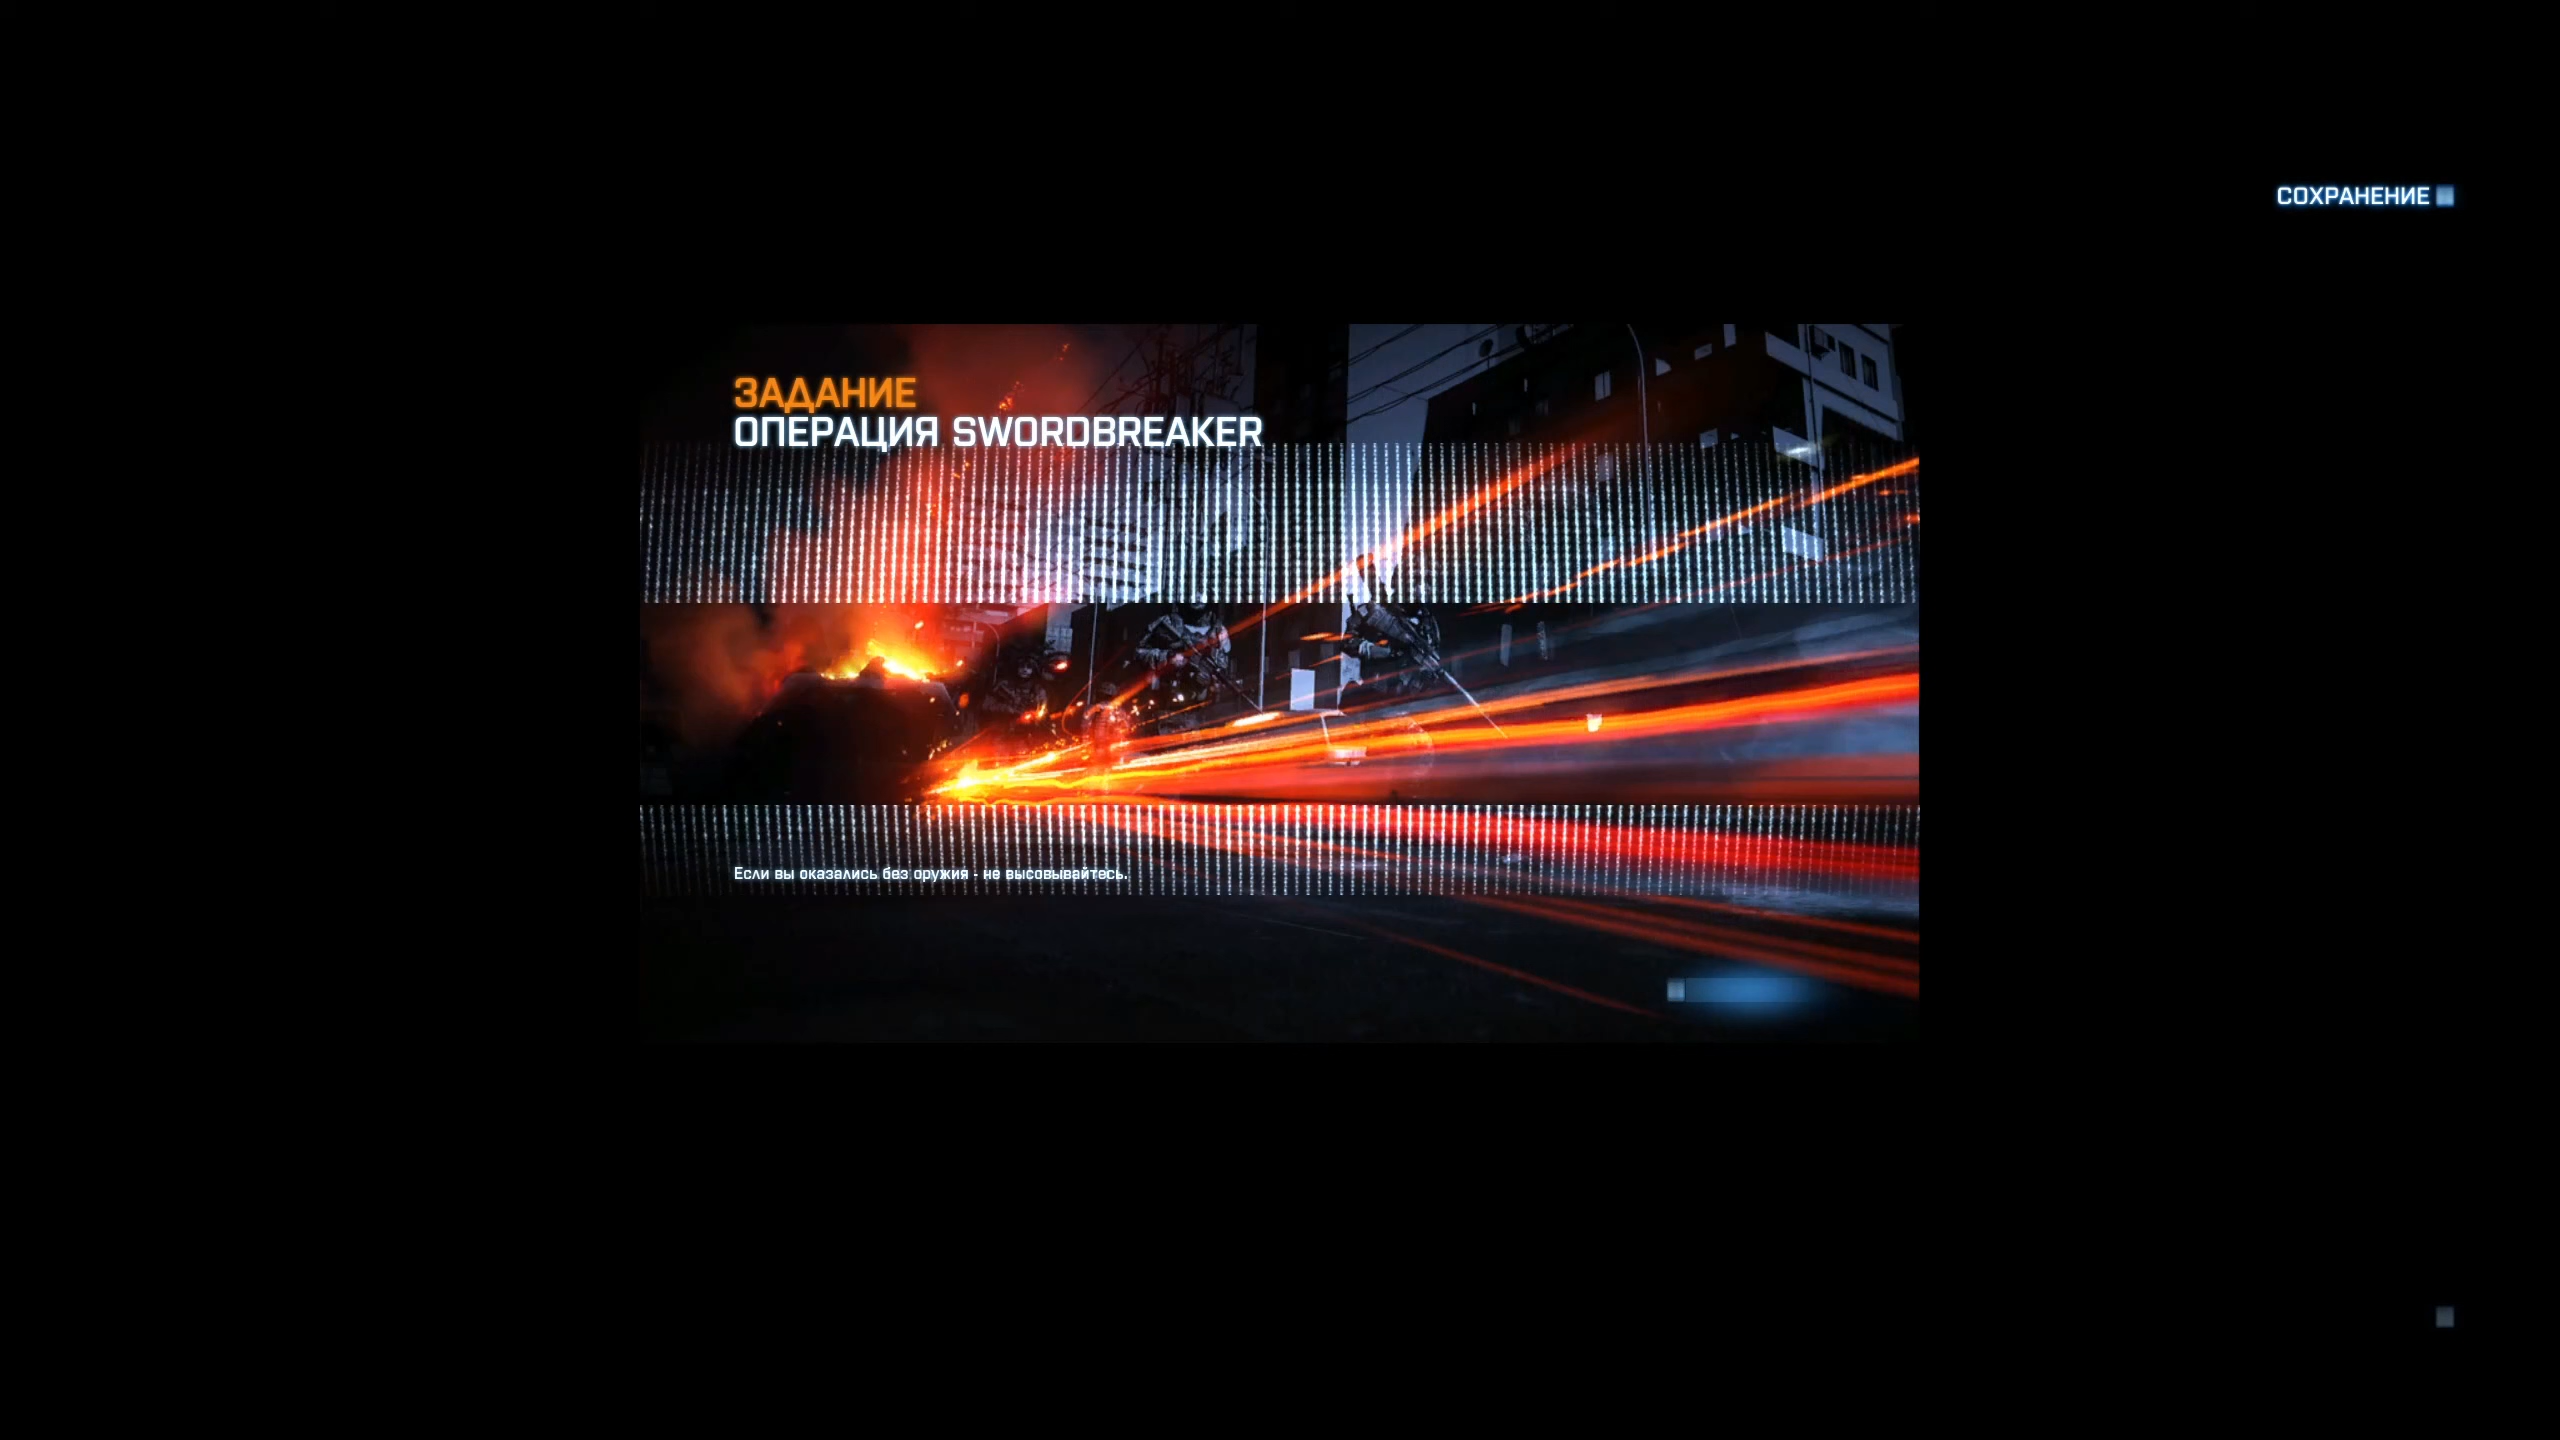 СОХРАНЕНИЕ
ЗАДАНИЕ
ОПЕРАЦИЯ SWORDBREAKER
Если вы оказались без оружия - не высовывайтесь.